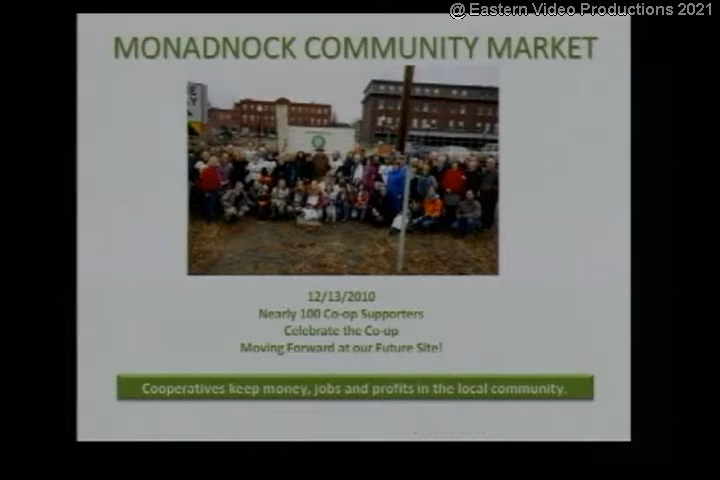 @ Eastern Video Productions 2021
MONADNOCK COMMUNITY MARKET
12/13/2010
Nearly 100 Co-op Supporters
Celebrate the Co-op
Moving Forward at our Future Site!
Cooperatives keep money, jobs and profits in the local community.